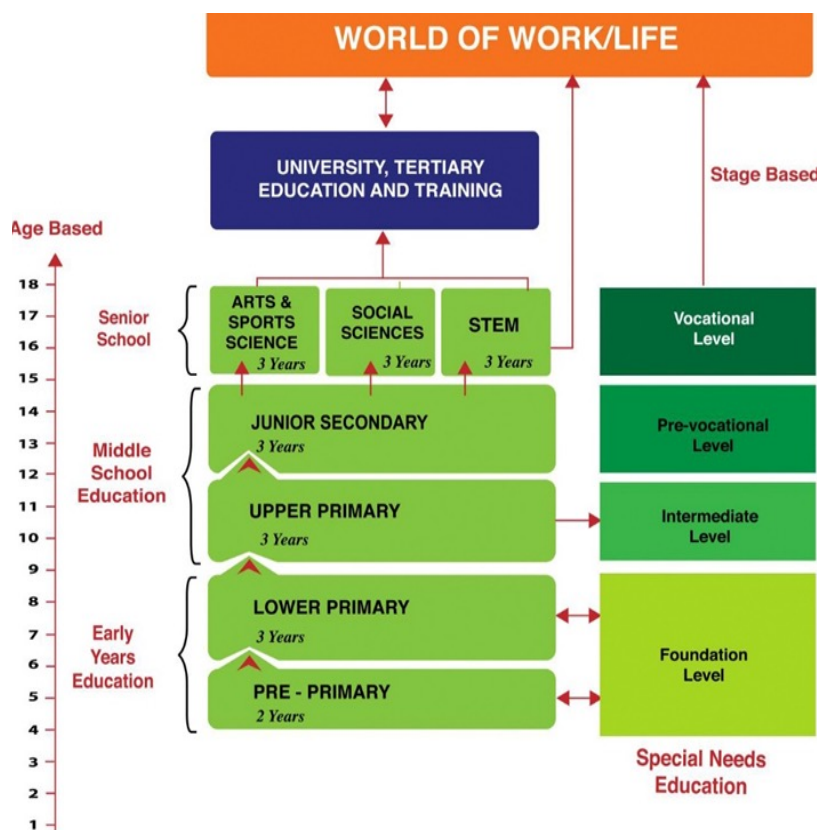 WORLD OF WORK/LIFE
UNIVERSITY, TERTIARY
EDUCATION AND TRAINING
Stage Based
Age Based
18
17
16
15
14
13
12
11
10
9
8
7
6
5
4
3
2
1
Senior
School
ARTS &
SPORTS
SCIENCE
3 Years
SOCIAL
SCIENCES
3 Years
STEM
3 Years
Vocational
Level
Middle
School
Education
JUNIOR SECONDARY
3 Years
Pre-vocational
Level
UPPER PRIMARY
3 Years
Intermediate
Level
Early
Years
Education
LOWER PRIMARY
3 Years
PRE - PRIMARY
2 Years
Foundation
Level
Special Needs
Education